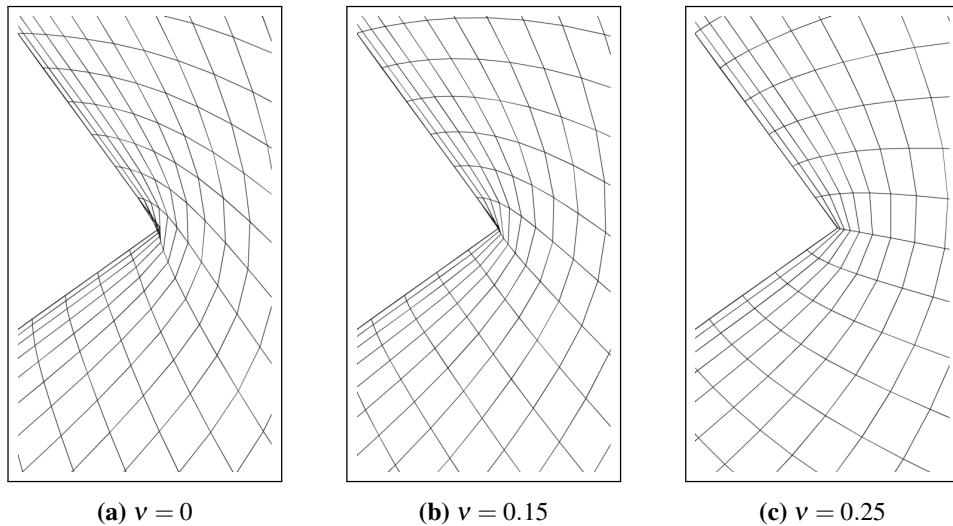 (a) ν = 0
(b) ν = 0.15
(c) ν = 0.25